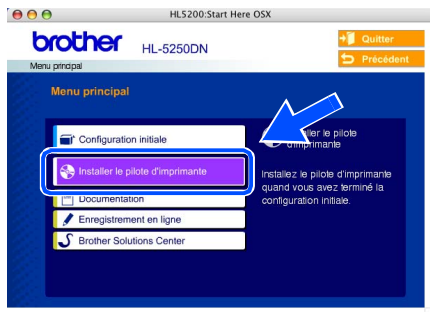 HL5200:Start Here OSX
brother HL-5250DN
Quitter
Précédent
Menu principal
Menu principal
Configuration initiale
Installer le pilote d'imprimante
Documentation
Enregistrement en ligne
Brother Solutions Center
le pilote
d'imprimante
Installez le pilote d'imprimante
quand vous avez terminé la
configuration initiale.